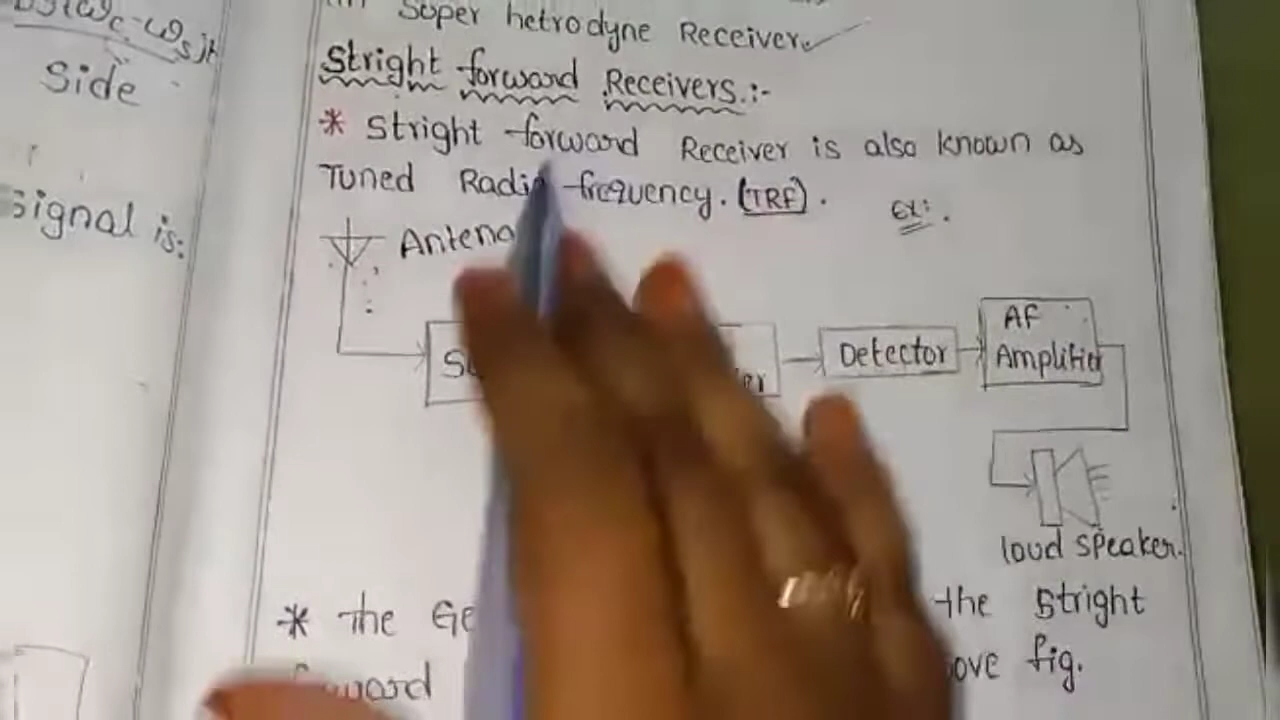 Side
signal is:
Super hetrodyne Receiver
Stright forward Receivers:-
* Stright forward Receiver is also known as
Tuned Radio frequency. (TRF). Ex:.
Antena
Detector
AF
Amplifier
loud speaker.
* The the Stright
fig.